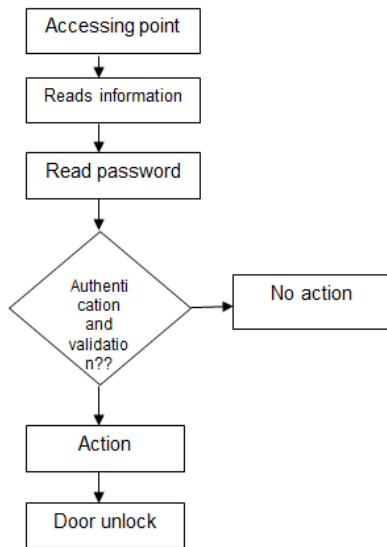 Accessing point
Reads information
Read password
Authenti
cation
and
validatio
n??
No action
Action
Door unlock